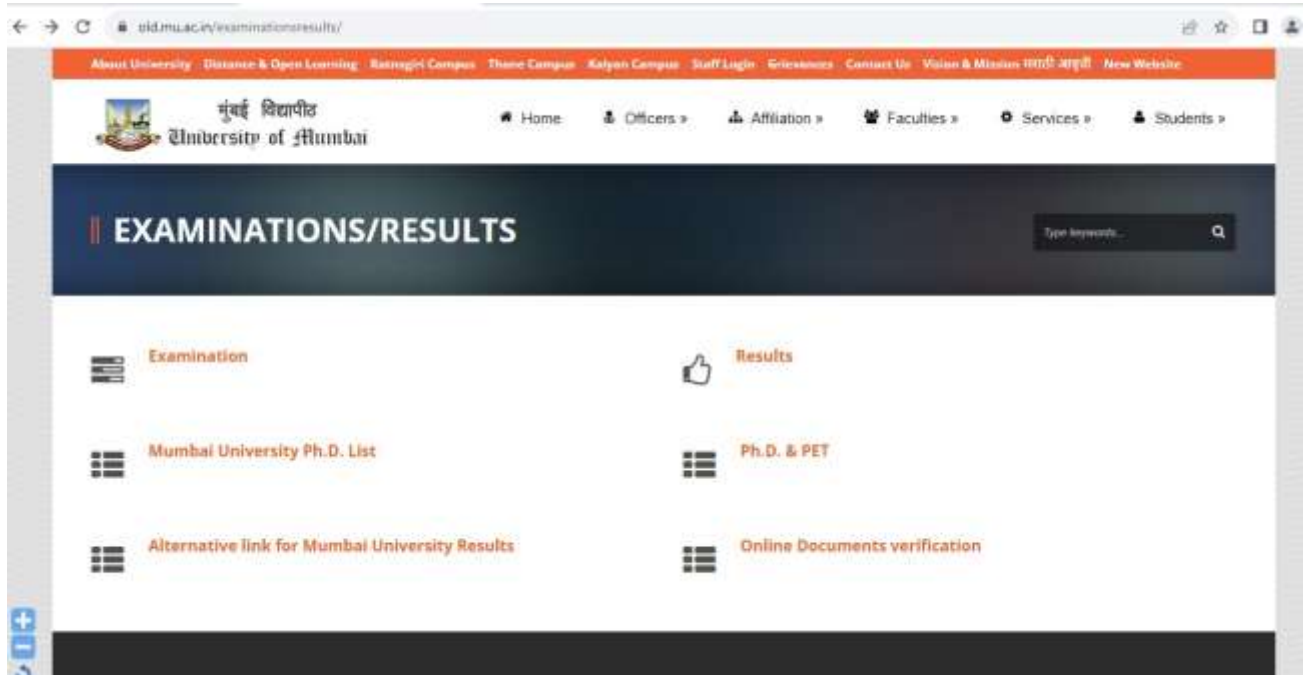 old.mu.ac.in/examinationsresults/
About University Distance & Open Learning Ratnagiri Campus Thane Campus Kalyan Campus Staff Login Grievances Contact Us Vision & Mission मराठी आवृत्ती New Website
मुंबई विद्यापीठ
University of Mumbai
Home Officers » Affiliation » Faculties » Services » Students »
EXAMINATIONS/RESULTS
Type keywords...
Examination Results
Mumbai University Ph.D. List Ph.D. & PET
Alternative link for Mumbai University Results Online Documents verification